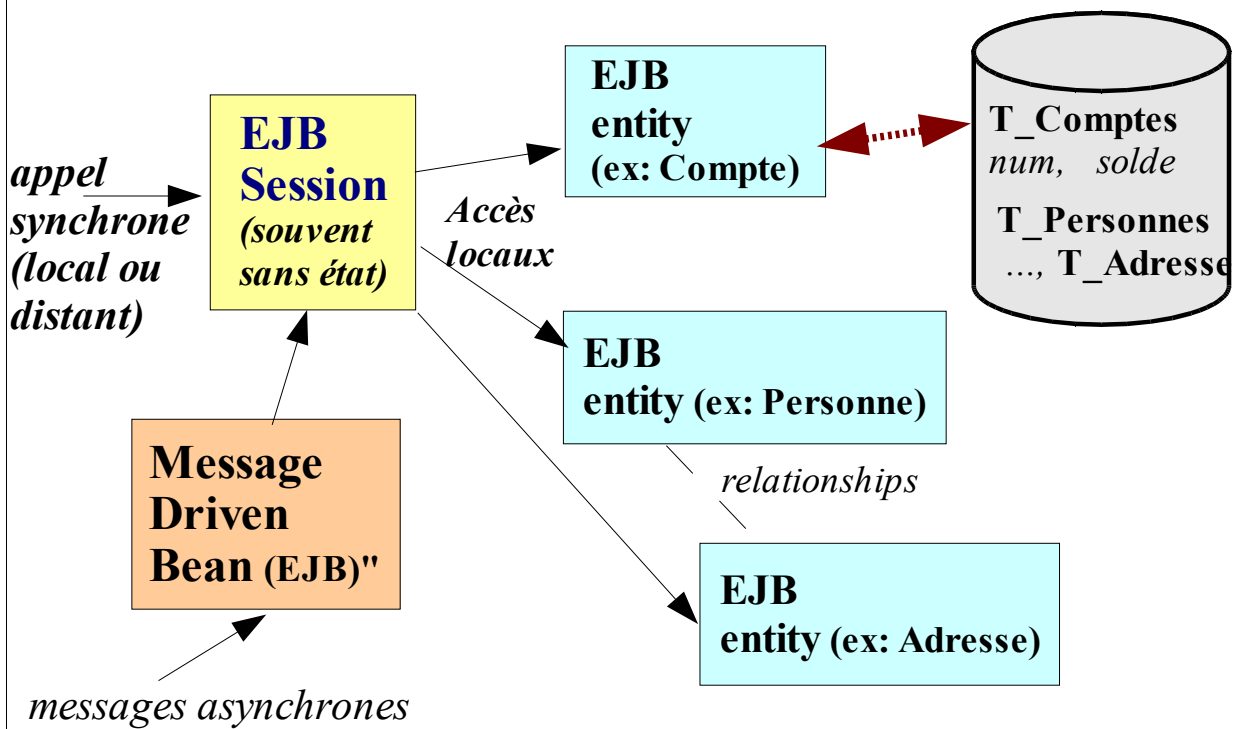 appel
synchrone
(local ou
distant)
EJB
Session
(souvent
sans état)
Message
Driven
Bean (EJB)"
messages asynchrones
Accès
locaux
EJB
entity
(ex: Compte)
EJB
entity (ex: Personne)
relationships
EJB
entity (ex: Adresse)
T_Comptes
num, solde
T_Personnes
..., T_Adresse